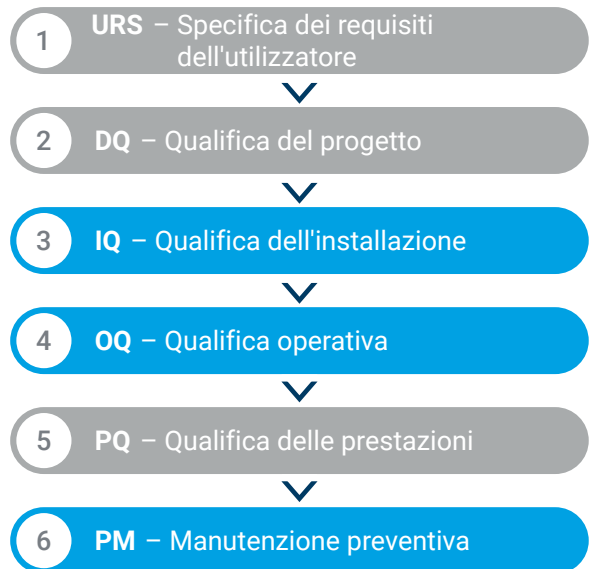 1
URS – Specifica dei requisiti
dell'utilizzatore
2
DQ – Qualifica del progetto
3
IQ – Qualifica dell'installazione
4
OQ – Qualifica operativa
5
PQ – Qualifica delle prestazioni
6
PM – Manutenzione preventiva